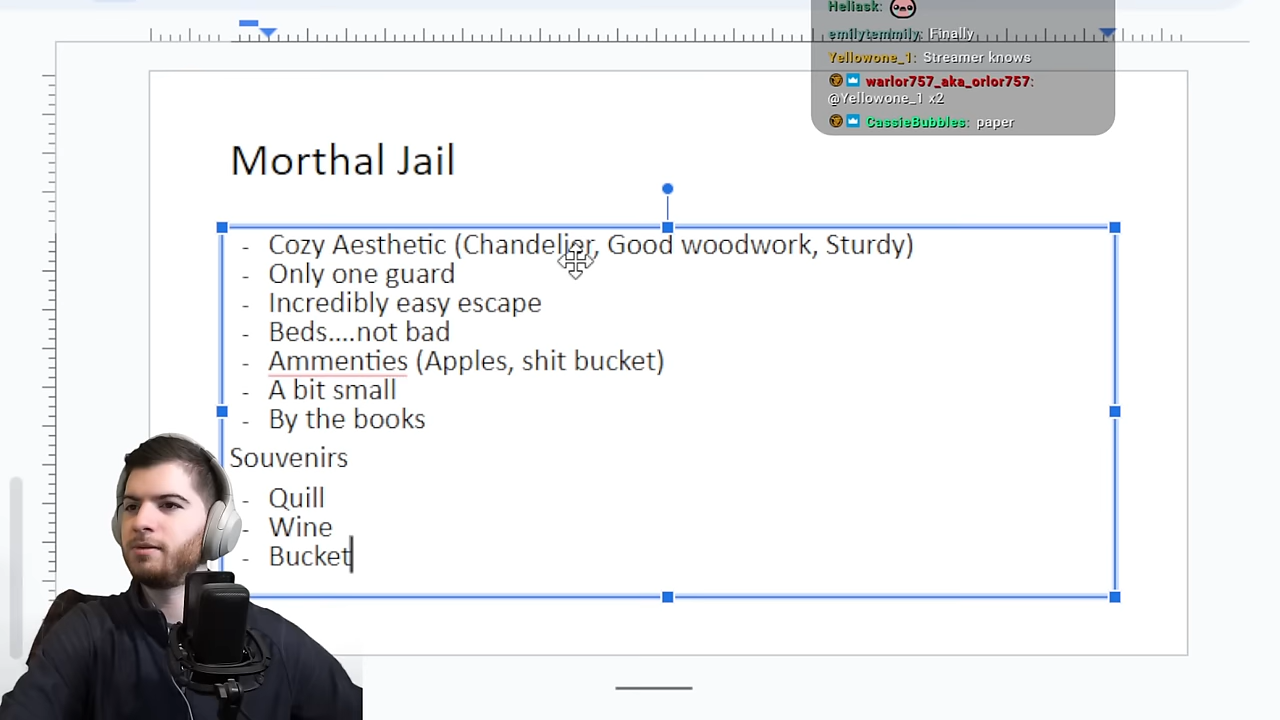 Heliask:
emilytemmily: Finally
Yellowone_1: Streamer knows
warlor757_aka_orlor757:
@Yellowone_1 x2
CassieBubbles: paper
Morthal Jail
- Cozy Aesthetic (Chandelier, Good woodwork, Sturdy)
- Only one guard
- Incredibly easy escape
- Beds....not bad
- Ammenties (Apples, shit bucket)
- A bit small
- By the books
Souvenirs
- Quill
- Wine
- Bucket